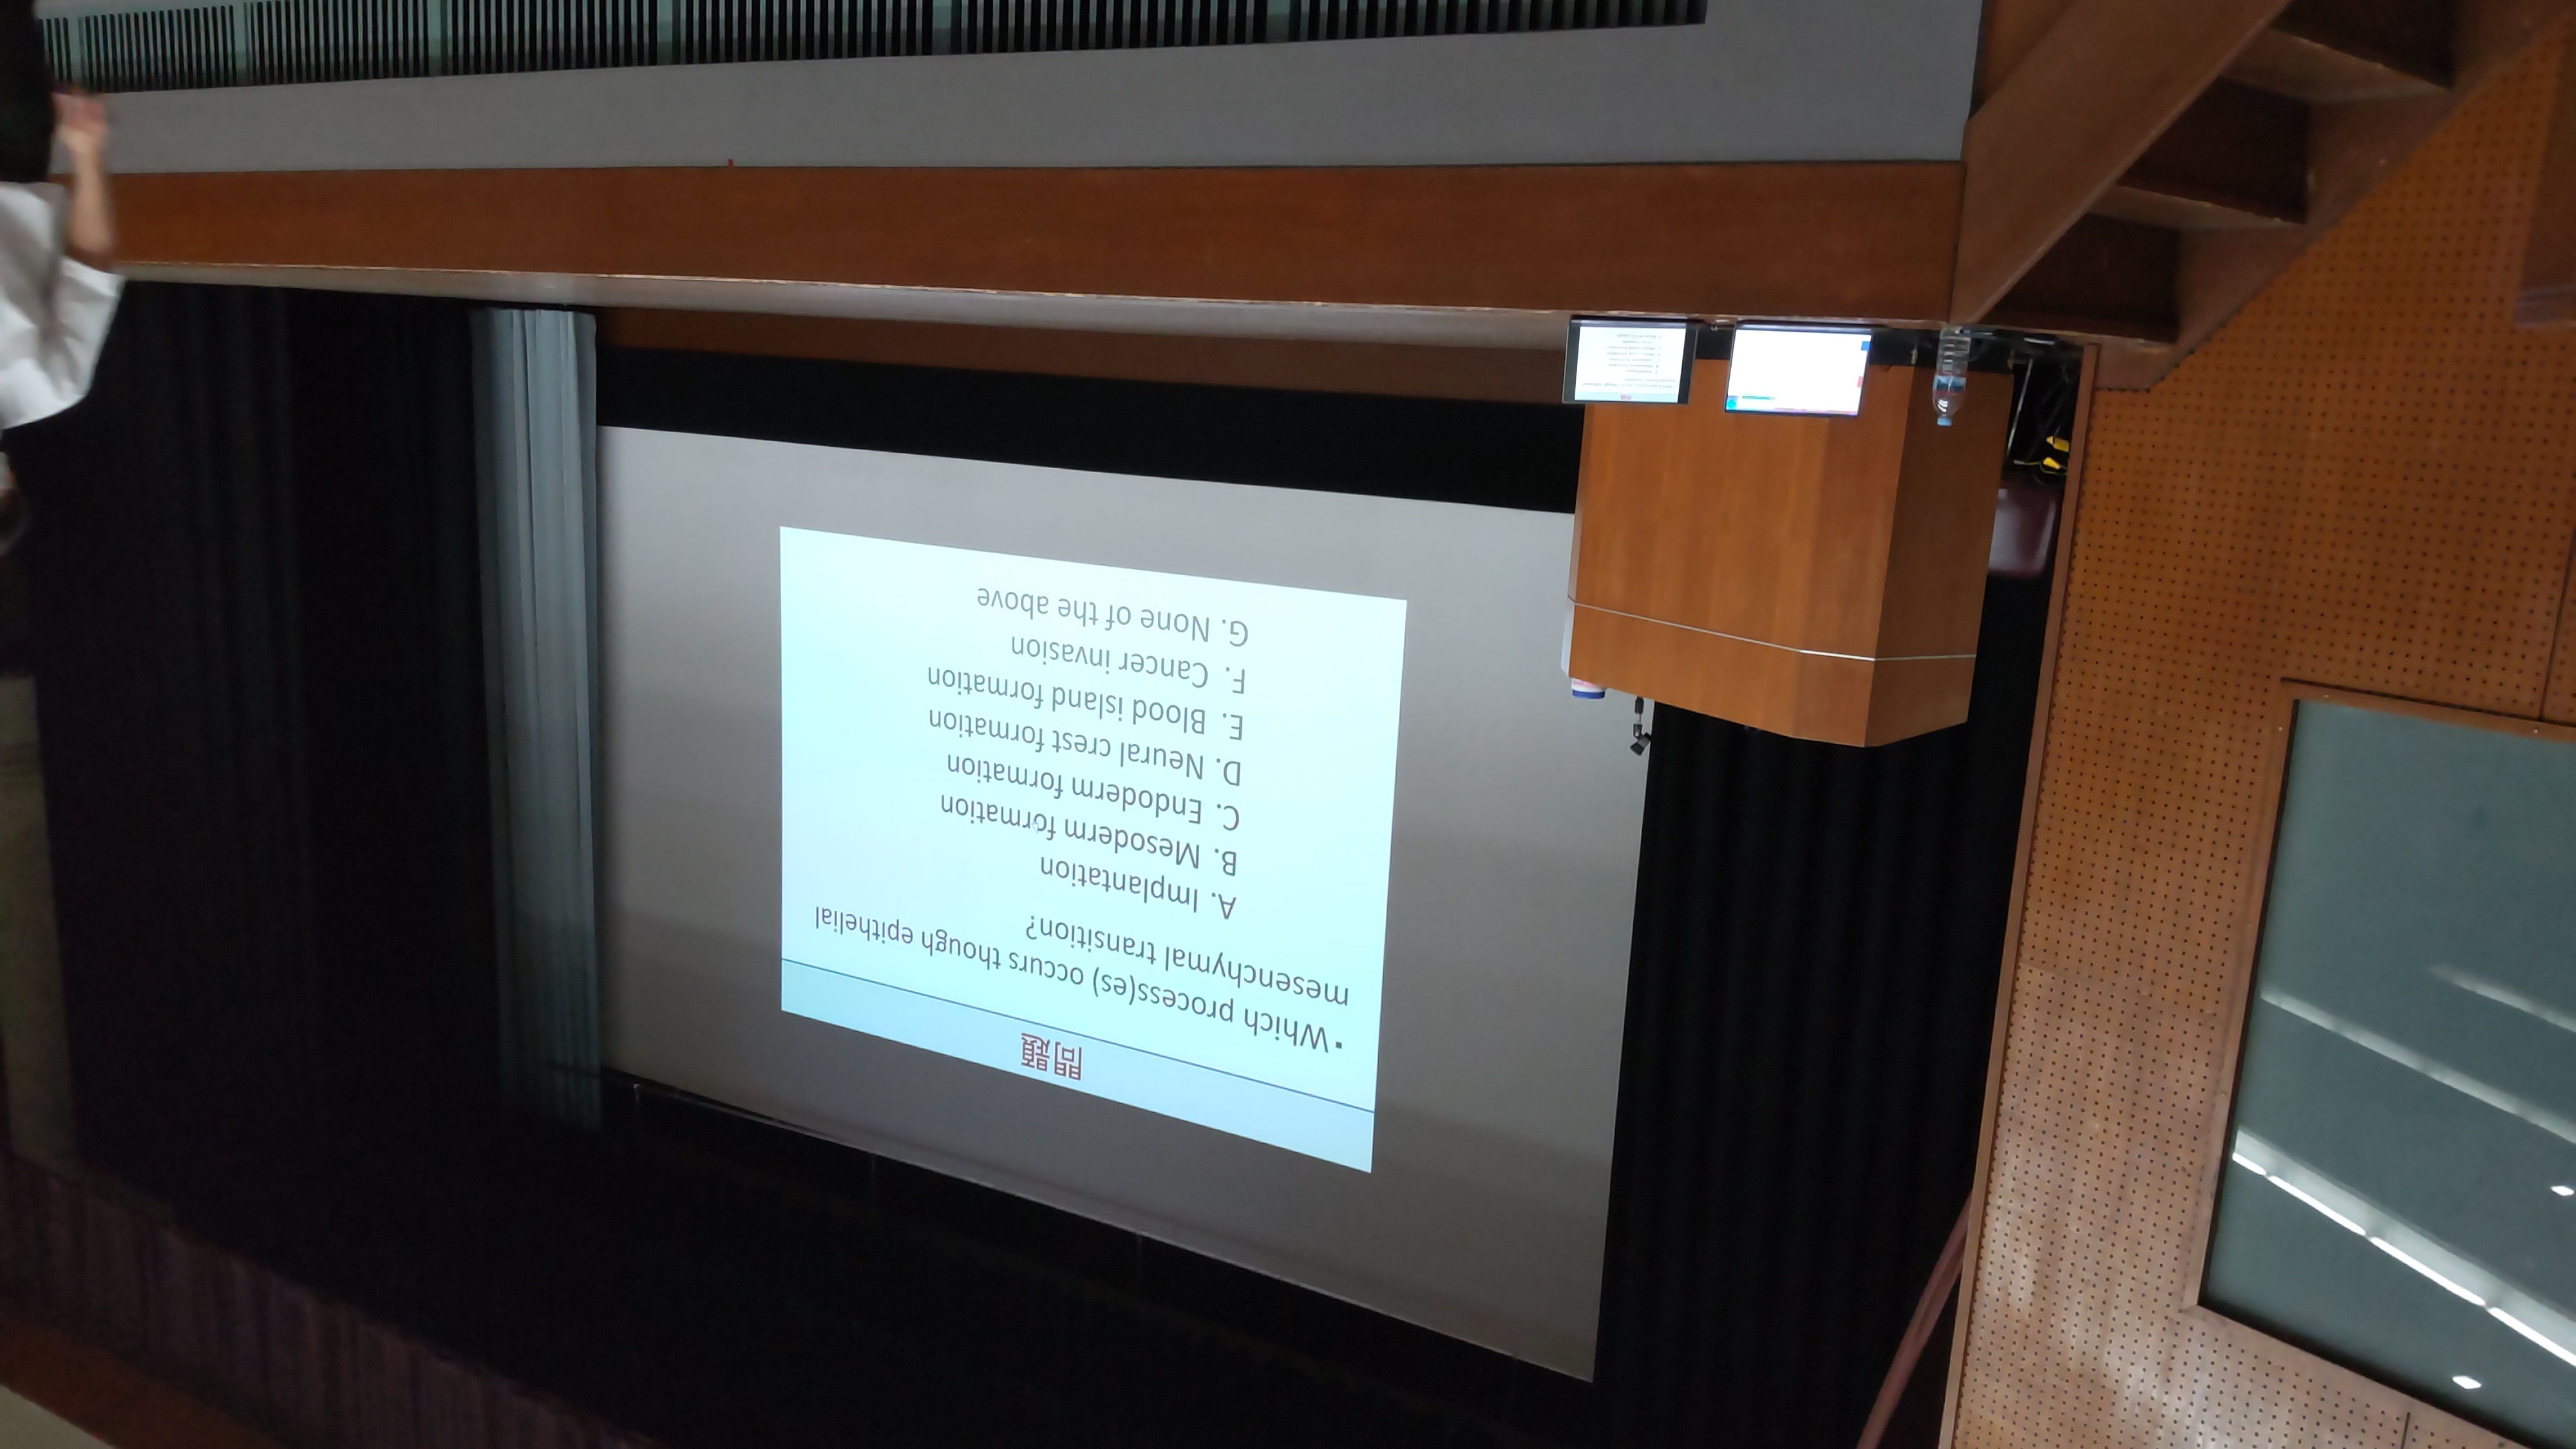 問題
▪Which process(es) occurs though epithelial
mesenchymal transition?
A. Implantation
B. Mesoderm formation
C. Endoderm formation
D. Neural crest formation
E. Blood island formation
F. Cancer invasion
G. None of the above